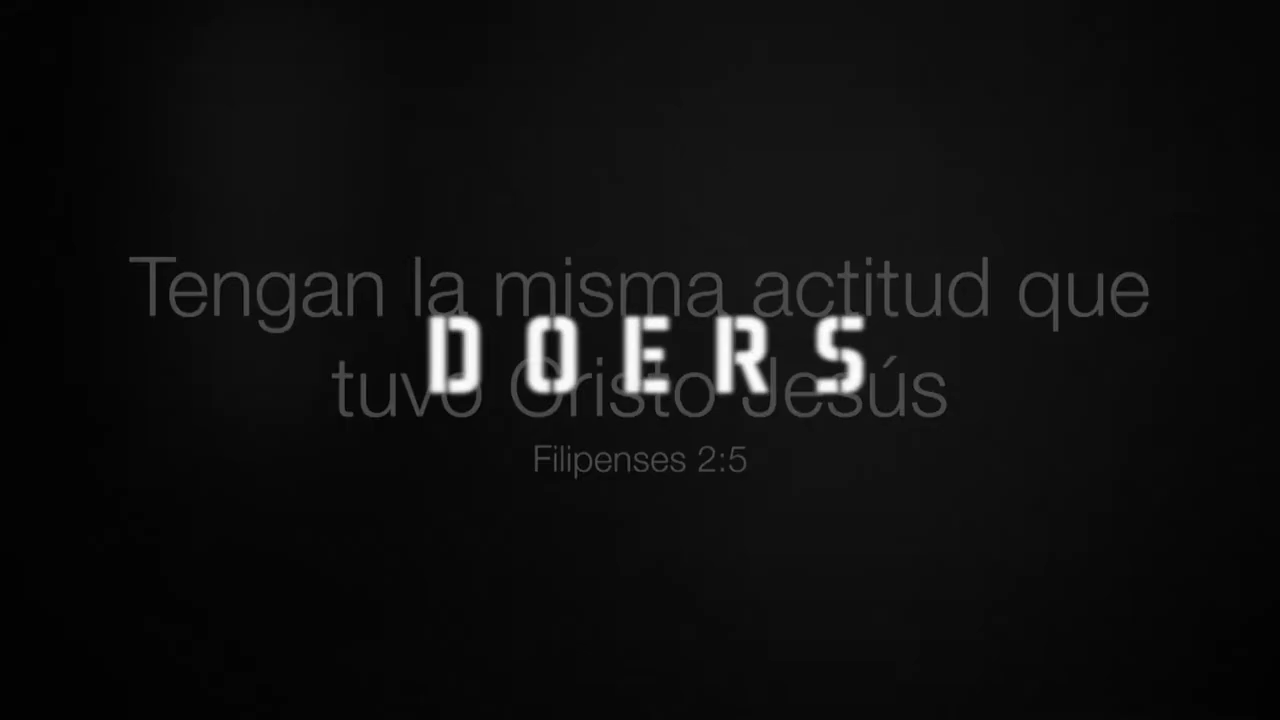 Tengan la misma actitud que
DOERS
tuvo Cristo Jesús
Filipenses 2:5